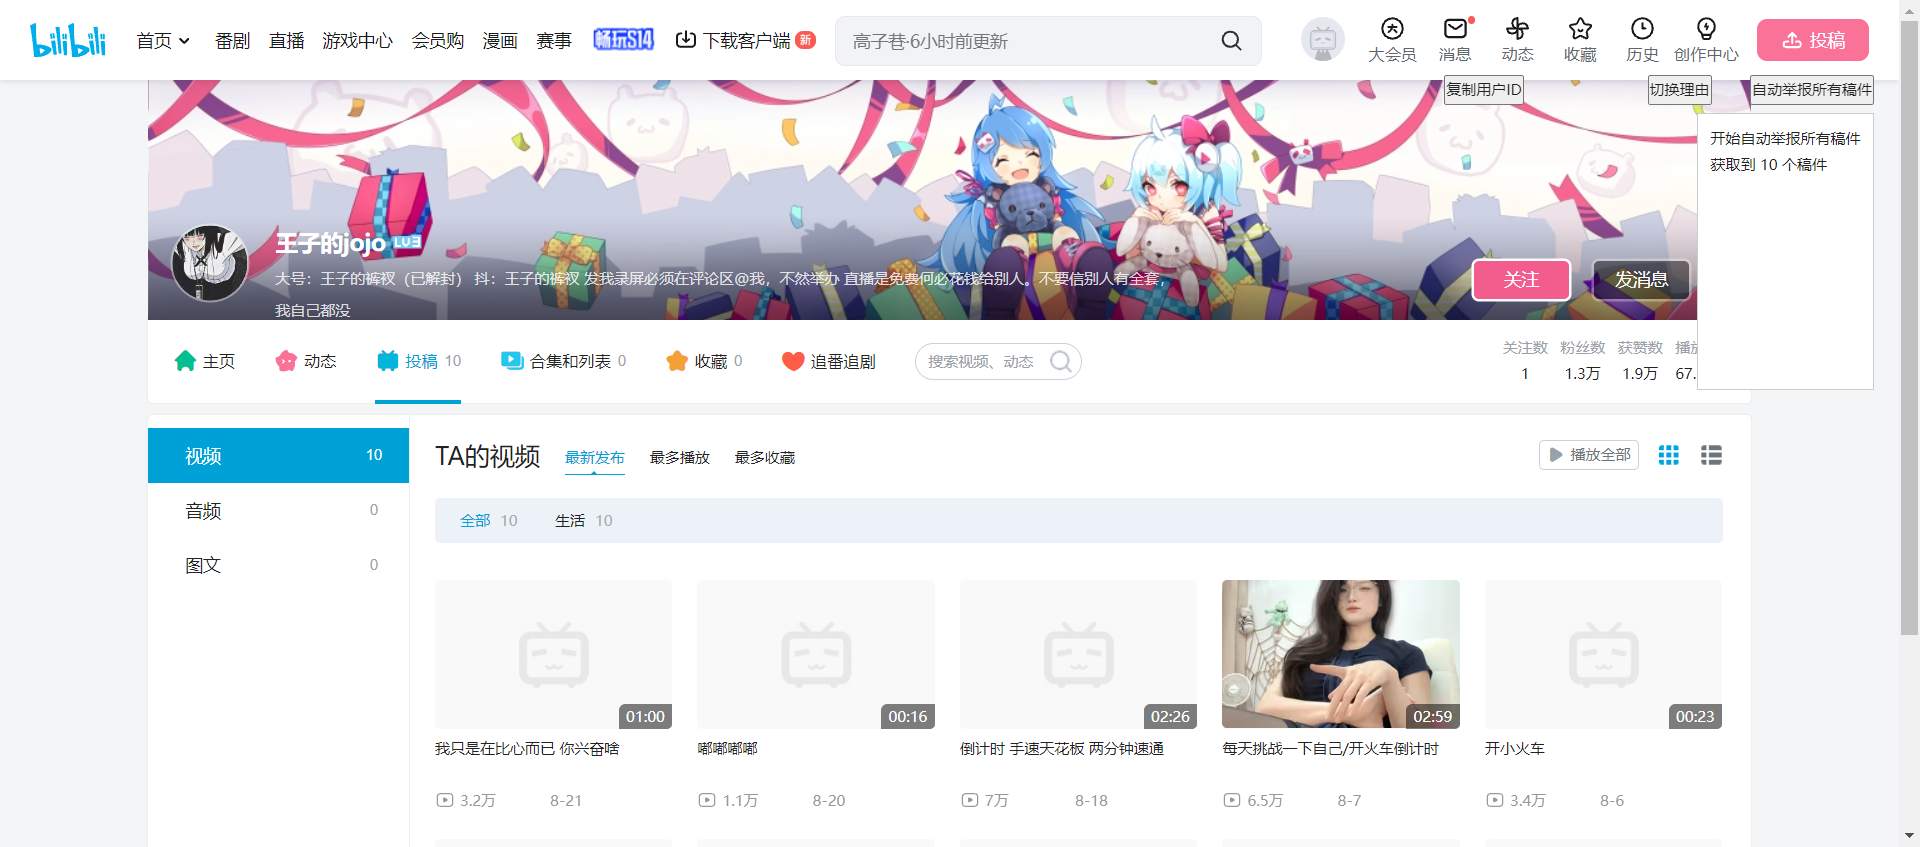 bilibili
首页
番剧
直播
游戏中心
会员购
漫画
赛事
畅玩S14
下载客户端 新
高子巷·6小时前更新
大会员
消息
动态
收藏
历史
创作中心
投稿
复制用户ID
切换理由
自动举报所有稿件
开始自动举报所有稿件
获取到 10 个稿件
王子的jojo LV3
大号：王子的裤衩（已解封） 抖：王子的裤衩 发我录屏必须在评论区@我，不然举办 直播是免费何必花钱给别人。不要信别人有全套，
我自己都没
关注
发消息
主页
动态
投稿 10
合集和列表 0
收藏 0
追番追剧
搜索视频、动态
关注数
1
粉丝数
1.3万
获赞数
1.9万
播放
67.
视频 10
音频 0
图文 0
TA的视频
最新发布
最多播放
最多收藏
播放全部
全部 10
生活 10
01:00
我只是在比心而已 你兴奋啥
3.2万 8-21
00:16
嘟嘟嘟嘟
1.1万 8-20
02:26
倒计时 手速天花板 两分钟速通
7万 8-18
02:59
每天挑战一下自己/开火车倒计时
6.5万 8-7
00:23
开小火车
3.4万 8-6